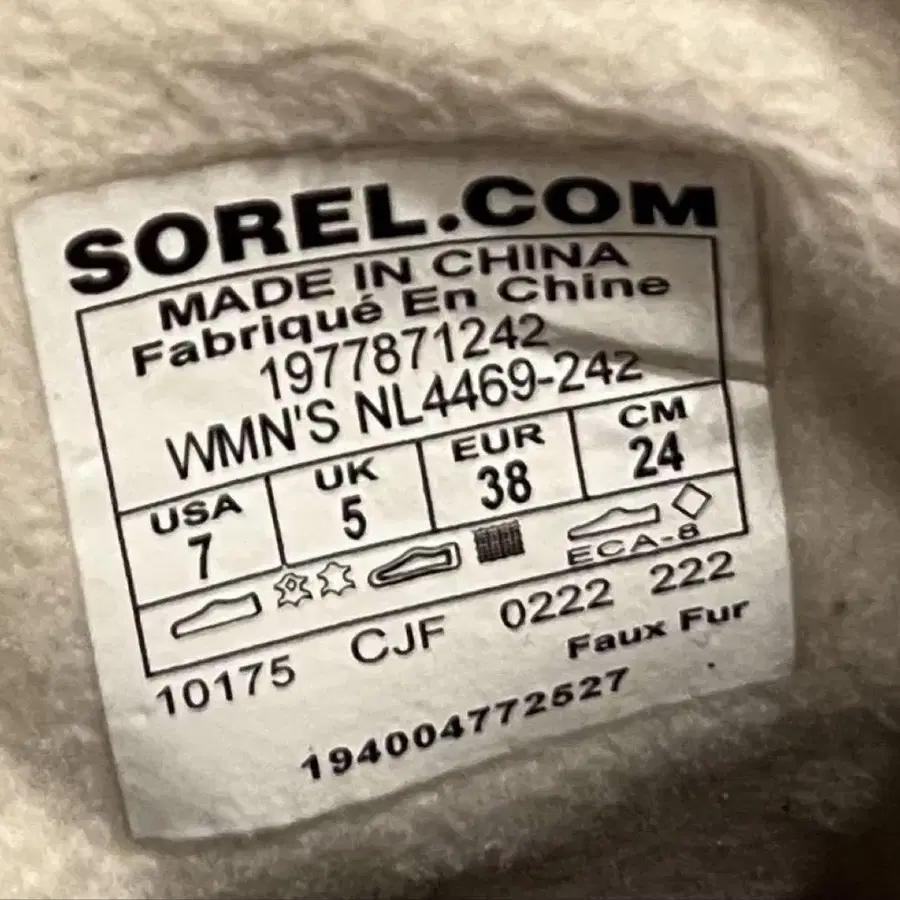 SOREL.COM
MADE IN CHINA
Fabriqué En Chine
1977871242
WMN'S NL4469-242
USA UK EUR CM
7 5 38 24
ECA-8
10175 CJF 0222 222
Faux Fur
194004772527